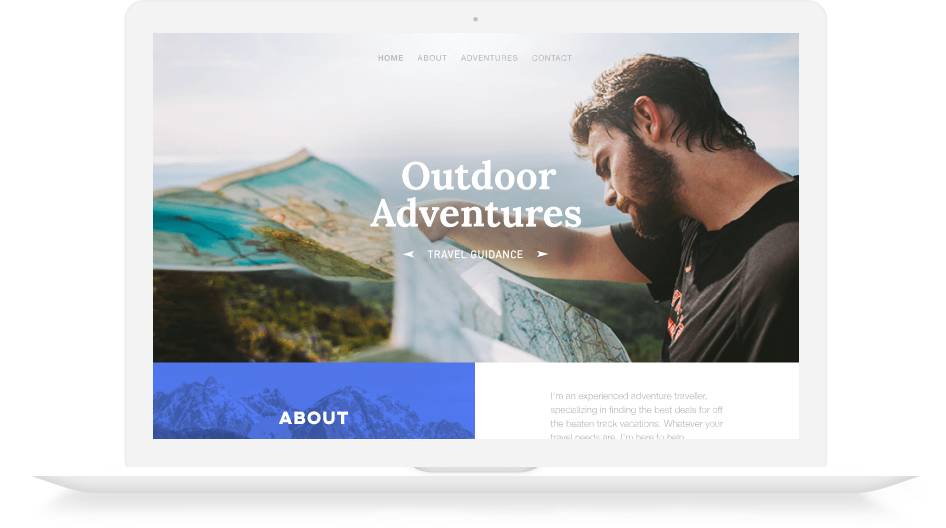 HOME ABOUT ADVENTURES CONTACT
Outdoor
Adventures
TRAVEL GUIDANCE
ABOUT
I'm an experienced adventure traveller,
specializing in finding the best deals for off
the beaten track vacations. Whatever your
travel needs are, I'm here to help